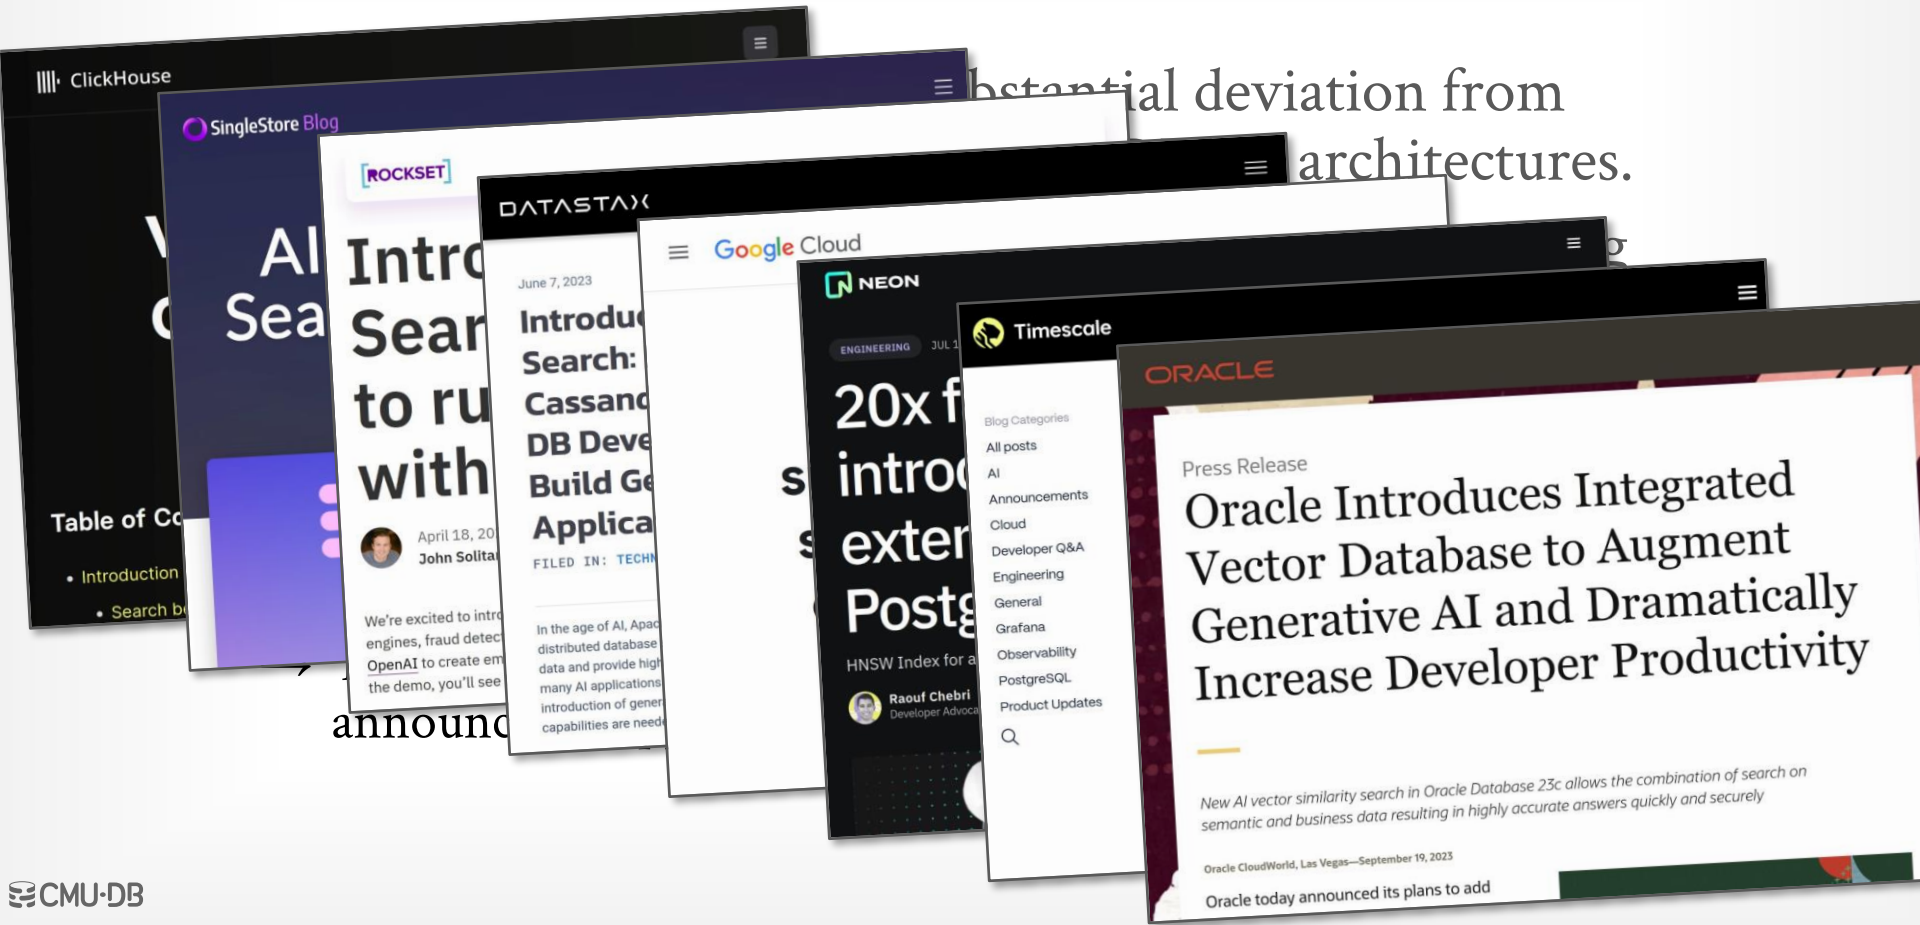 ClickHouse
Table of
Introduction
Search
SingleStore Blog
ROCKSET
Sear
to ru
with
April 18, 20
John Solita
We're excited to intro
engines, fraud detec
OpenAI to create em
the demo, you'll see
DATASTAX
June 7, 2023
Introdu
Search:
Cassand
DB Deve
Build Ge
Applica
FILED IN: TECHN
In the age of AI, Apac
distributed database
data and provide high
many AI applications
introduction of gener
capabilities are neede
Google Cloud
NEON
ENGINEERING JUL 1
20x f
introd
exten
Postg
HNSW Index for a
Raouf Chebri
Developer Advoca
Timescale
Blog Categories
All posts
AI
Announcements
Cloud
Developer Q&A
Engineering
General
Grafana
Observability
PostgreSQL
Product Updates
ORACLE
Press Release
Oracle Introduces Integrated
Vector Database to Augment
Generative AI and Dramatically
Increase Developer Productivity
New AI vector similarity search in Oracle Database 23c allows the combination of search on
semantic and business data resulting in highly accurate answers quickly and securely
Oracle CloudWorld, Las Vegas—September 19, 2023
Oracle today announced its plans to add
bstantial deviation from
architectures.
announc
CMU·DB